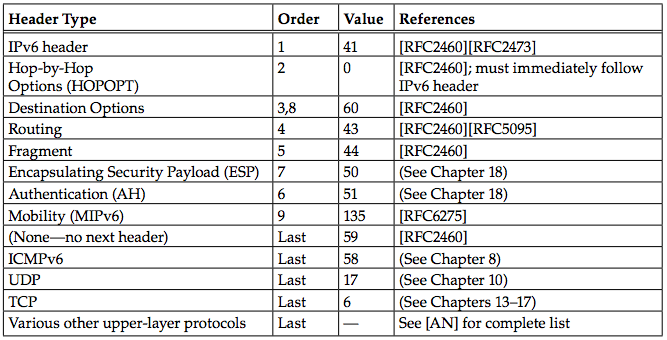 Header Type Order Value References
IPv6 header 1 41 [RFC2460][RFC2473]
Hop-by-Hop 2 0 [RFC2460]; must immediately follow
Options (HOPOPT) IPv6 header
Destination Options 3,8 60 [RFC2460]
Routing 4 43 [RFC2460][RFC5095]
Fragment 5 44 [RFC2460]
Encapsulating Security Payload (ESP) 7 50 (See Chapter 18)
Authentication (AH) 6 51 (See Chapter 18)
Mobility (MIPv6) 9 135 [RFC6275]
(None—no next header) Last 59 [RFC2460]
ICMPv6 Last 58 (See Chapter 8)
UDP Last 17 (See Chapter 10)
TCP Last 6 (See Chapters 13–17)
Various other upper-layer protocols Last — See [AN] for complete list